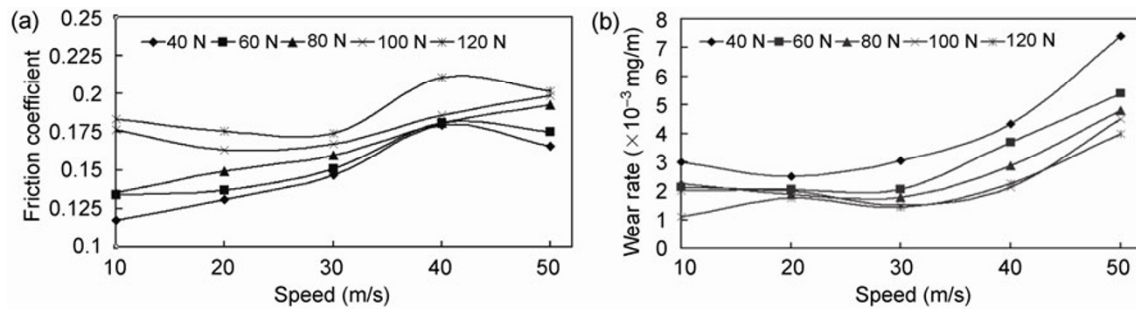 (a)
0.25
0.225
0.2
0.175
0.15
0.125
0.1
Friction coefficient
40 N 60 N 80 N 100 N 120 N
10 20 30 40 50
Speed (m/s)
(b)
8
7
6
5
4
3
2
1
0
Wear rate (×10⁻³ mg/m)
40 N 60 N 80 N 100 N 120 N
10 20 30 40 50
Speed (m/s)